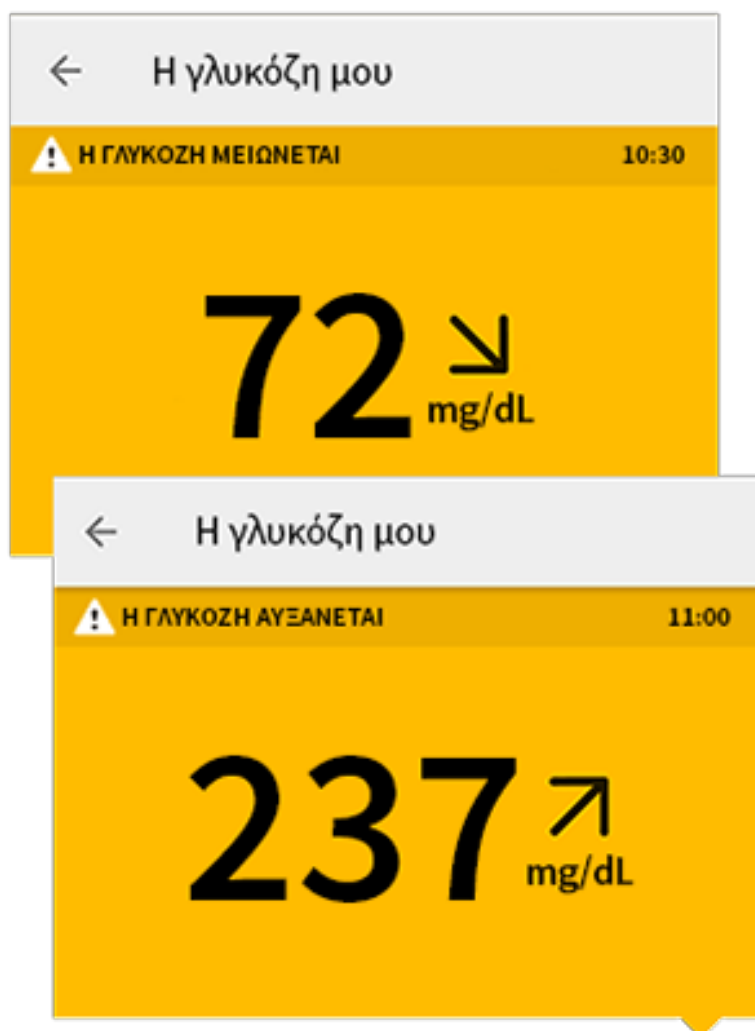 Η γλυκόζη μου
Η ΓΛΥΚΟΖΗ ΜΕΙΩΝΕΤΑΙ 10:30
72 mg/dL
Η γλυκόζη μου
Η ΓΛΥΚΟΖΗ ΑΥΞΑΝΕΤΑΙ 11:00
237 mg/dL